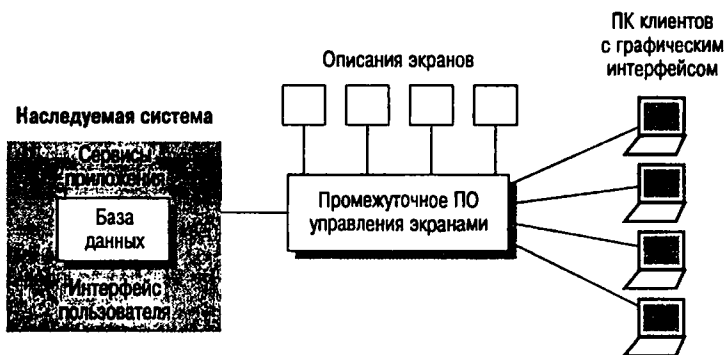 ПК клиентов
с графическим
интерфейсом
Описания экранов
Наследуемая система
Сервисы
приложения
База
данных
Интерфейс
пользователя
Промежуточное ПО
управления экранами